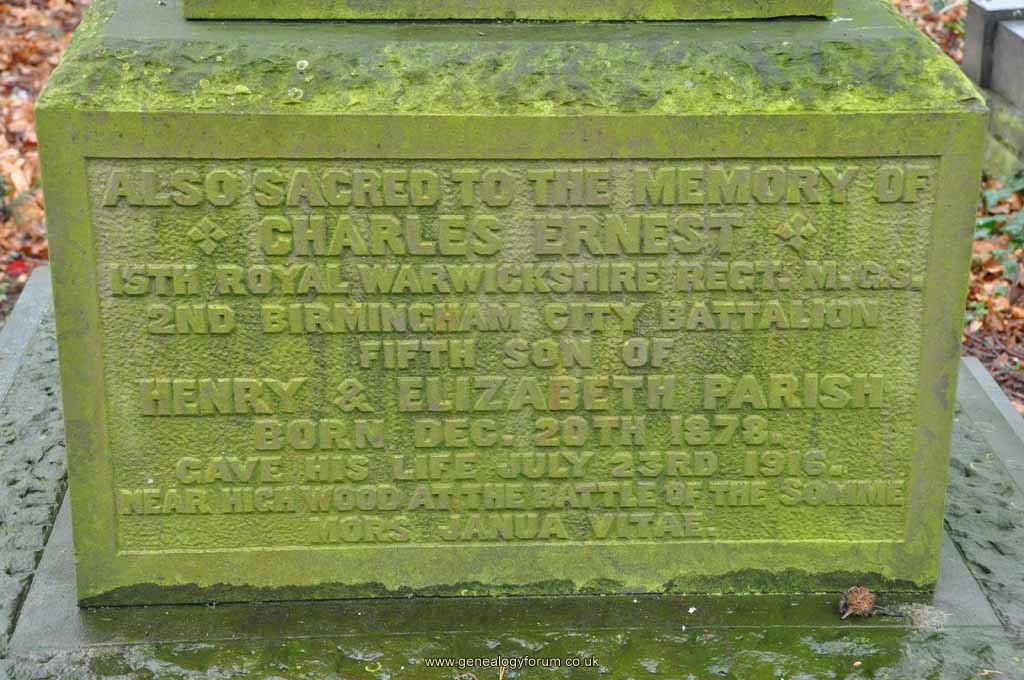 ALSO SACRED TO THE MEMORY OF
CHARLES ERNEST
15TH ROYAL WARWICKSHIRE REGT. M.G.S.
2ND BIRMINGHAM CITY BATTALION
FIFTH SON OF
HENRY & ELIZABETH PARISH
BORN DEC. 20TH 1878.
GAVE HIS LIFE JULY 23RD 1916.
NEAR HIGH WOOD AT THE BATTLE OF THE SOMME
MORS JANUA VITAE.
www.genealogyforum.co.uk